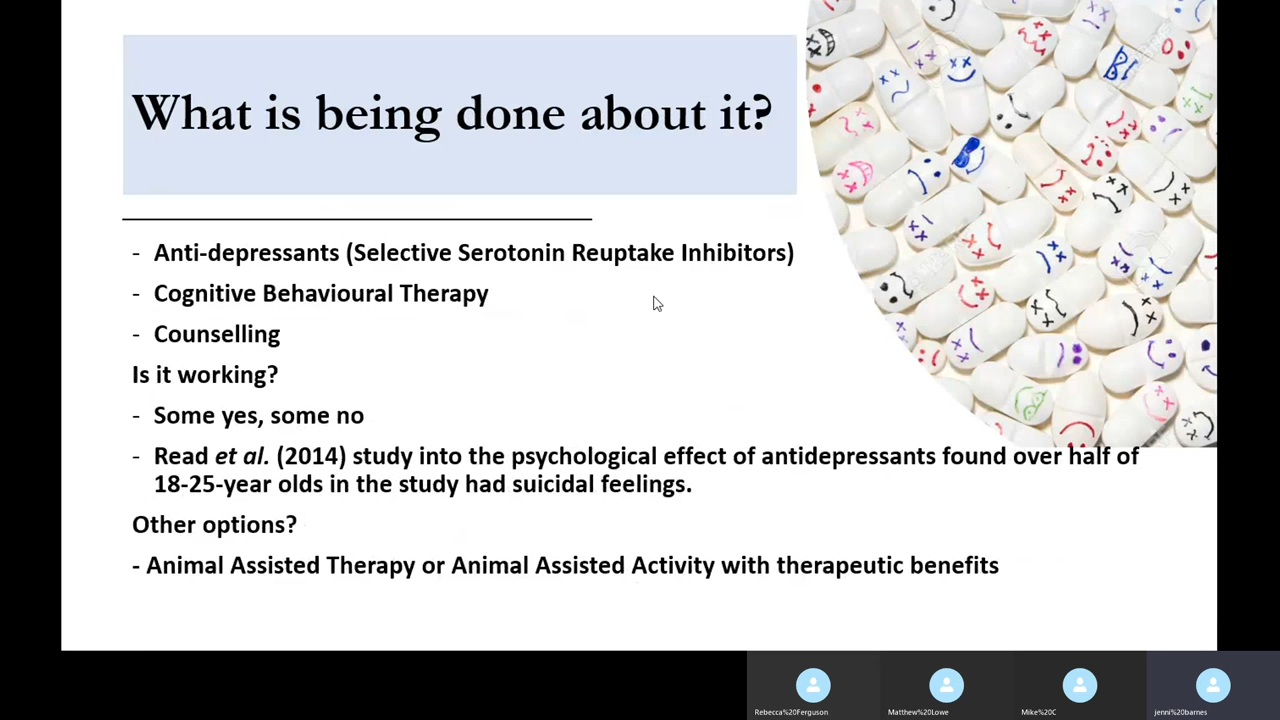 What is being done about it?
- Anti-depressants (Selective Serotonin Reuptake Inhibitors)
- Cognitive Behavioural Therapy
- Counselling
Is it working?
- Some yes, some no
- Read et al. (2014) study into the psychological effect of antidepressants found over half of
18-25-year olds in the study had suicidal feelings.
Other options?
- Animal Assisted Therapy or Animal Assisted Activity with therapeutic benefits
Rebecca%20Ferguson
Matthew%20Lowe
Mike%20C
jenni%20barnes